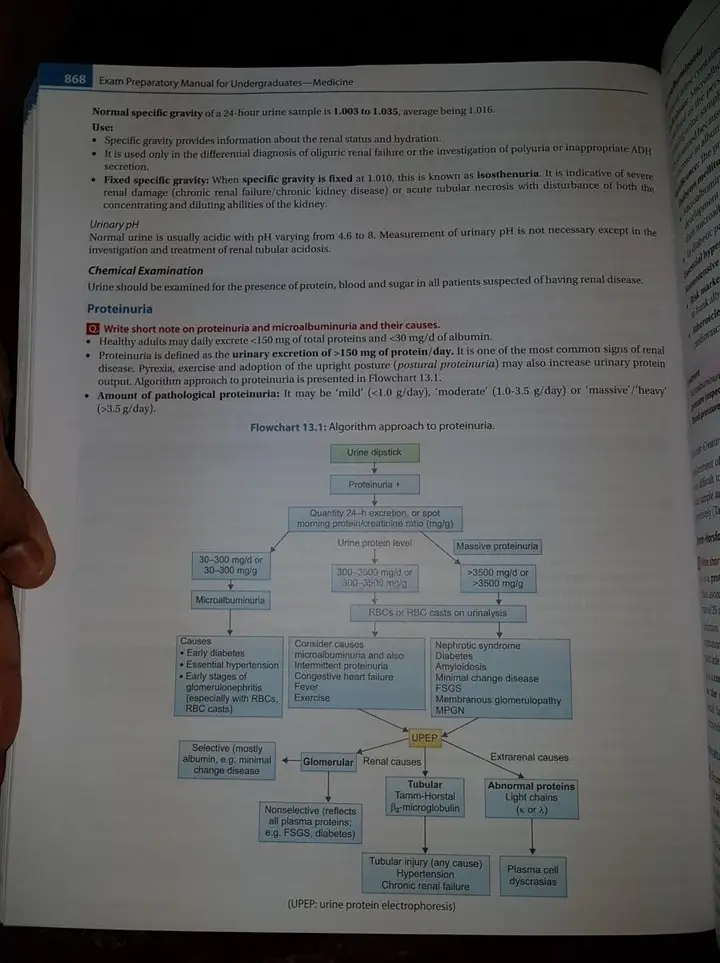 868 Exam Preparatory Manual for Undergraduates—Medicine
Normal specific gravity of a 24-hour urine sample is 1.003 to 1.035, average being 1.016.
Use:
• Specific gravity provides information about the renal status and hydration.
• It is used only in the differential diagnosis of oliguric renal failure or the investigation of polyuria or inappropriate ADH
secretion.
• Fixed specific gravity: When specific gravity is fixed at 1.010, this is known as isosthenuria. It is indicative of severe
renal damage (chronic renal failure/chronic kidney disease) or acute tubular necrosis with disturbance of both the
concentrating and diluting abilities of the kidney.
Urinary pH
Normal urine is usually acidic with pH varying from 4.6 to 8. Measurement of urinary pH is not necessary except in the
investigation and treatment of renal tubular acidosis.
Chemical Examination
Urine should be examined for the presence of protein, blood and sugar in all patients suspected of having renal disease.
Proteinuria
Q. Write short note on proteinuria and microalbuminuria and their causes.
• Healthy adults may daily excrete <150 mg of total proteins and <30 mg/d of albumin.
• Proteinuria is defined as the urinary excretion of >150 mg of protein/day. It is one of the most common signs of renal
disease. Pyrexia, exercise and adoption of the upright posture (postural proteinuria) may also increase urinary protein
output. Algorithm approach to proteinuria is presented in Flowchart 13.1.
• Amount of pathological proteinuria: It may be 'mild' (<1.0 g/day), 'moderate' (1.0-3.5 g/day) or 'massive'/'heavy'
(>3.5 g/day).
Flowchart 13.1: Algorithm approach to proteinuria.
Urine dipstick
Proteinuria +
Quantity 24–h excretion, or spot
morning protein/creatinine ratio (mg/g)
Urine protein level
Massive proteinuria
30–300 mg/d or
30–300 mg/g
300–3500 mg/d or
300–3500 mg/g
>3500 mg/d or
>3500 mg/g
Microalbuminuria
RBCs or RBC casts on urinalysis
Causes
• Early diabetes
• Essential hypertension
• Early stages of
glomerulonephritis
(especially with RBCs,
RBC casts)
Consider causes
microalbuminuria and also
Intermittent proteinuria
Congestive heart failure
Fever
Exercise
Nephrotic syndrome
Diabetes
Amyloidosis
Minimal change disease
FSGS
Membranous glomerulopathy
MPGN
UPEP
Selective (mostly
albumin, e.g. minimal
change disease
Glomerular
Renal causes
Extrarenal causes
Nonselective (reflects
all plasma proteins;
e.g. FSGS, diabetes)
Tubular
Tamm-Horstal
β₂-microglobulin
Abnormal proteins
Light chains
(κ or λ)
Tubular injury (any cause)
Hypertension
Chronic renal failure
Plasma cell
dyscrasias
(UPEP: urine protein electrophoresis)